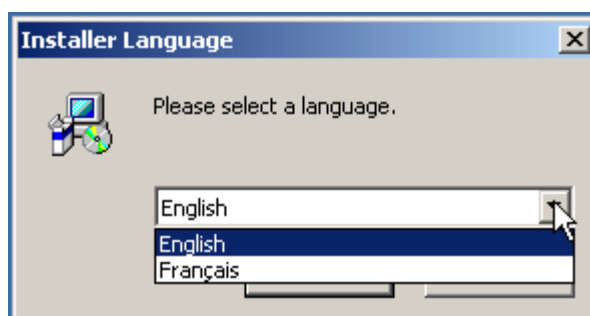 Installer Language
Please select a language.
English
English
Français